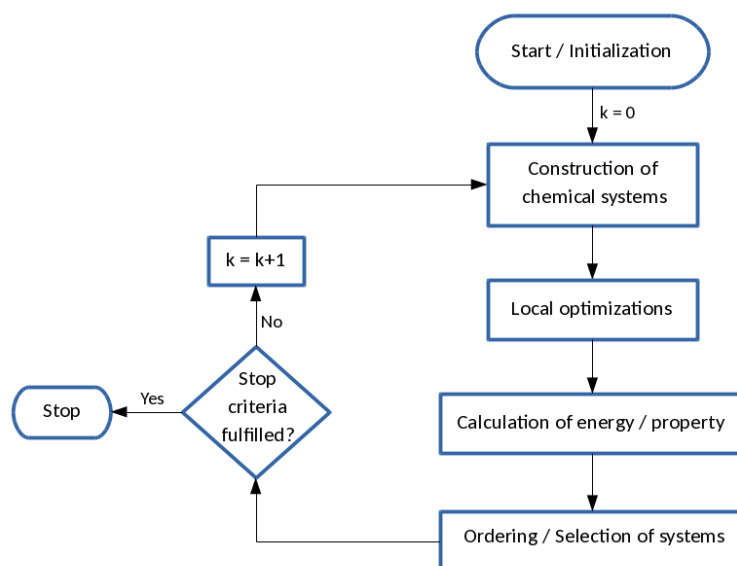 Start / Initialization
k = 0
Construction of
chemical systems
k = k+1
Local optimizations
No
Stop
criteria
fulfilled?
Yes
Stop
Calculation of energy / property
Ordering / Selection of systems